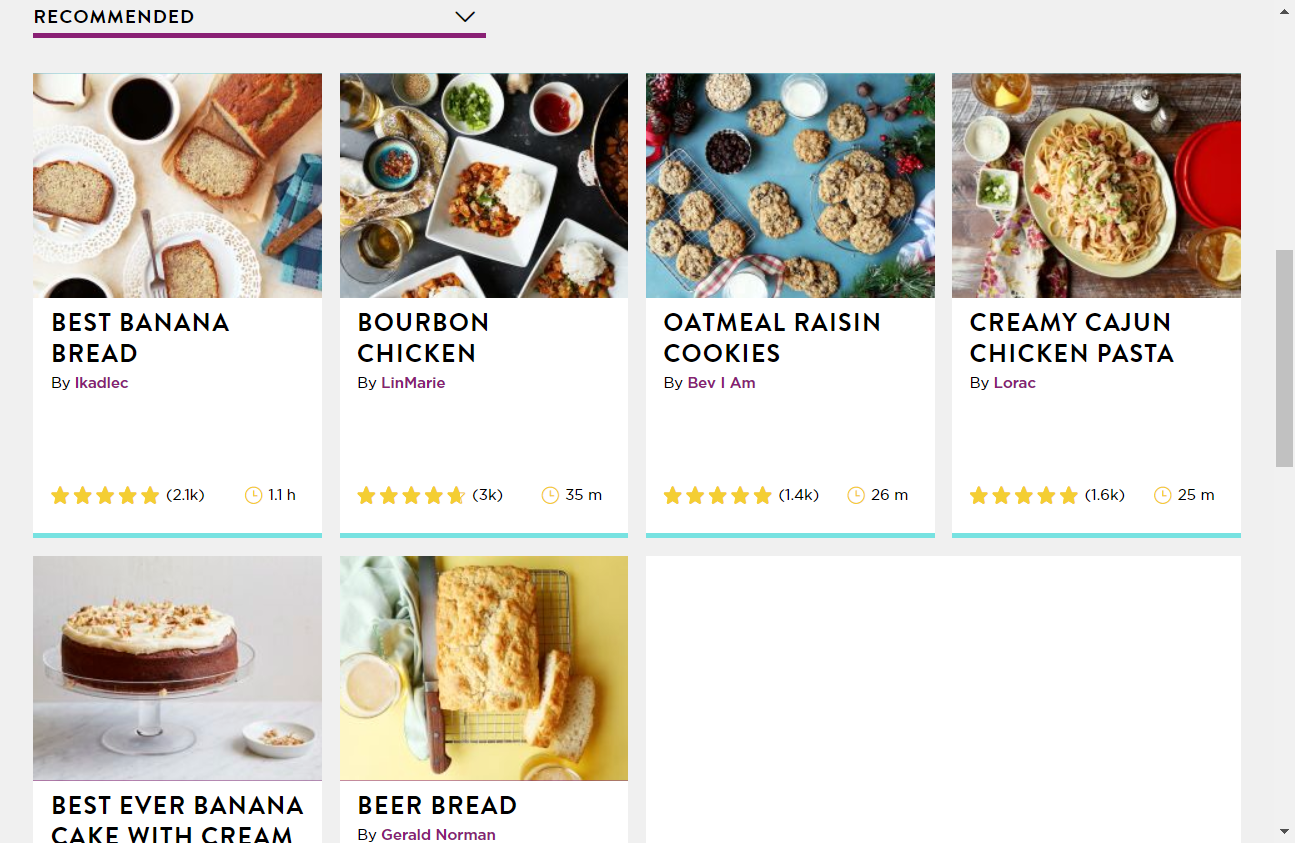 RECOMMENDED
BEST BANANA
BREAD
By lkadlec
(2.1k)
1.1 h
BOURBON
CHICKEN
By LinMarie
(3k)
35 m
OATMEAL RAISIN
COOKIES
By Bev I Am
(1.4k)
26 m
CREAMY CAJUN
CHICKEN PASTA
By Lorac
(1.6k)
25 m
BEST EVER BANANA
CAKE WITH CREAM
BEER BREAD
By Gerald Norman